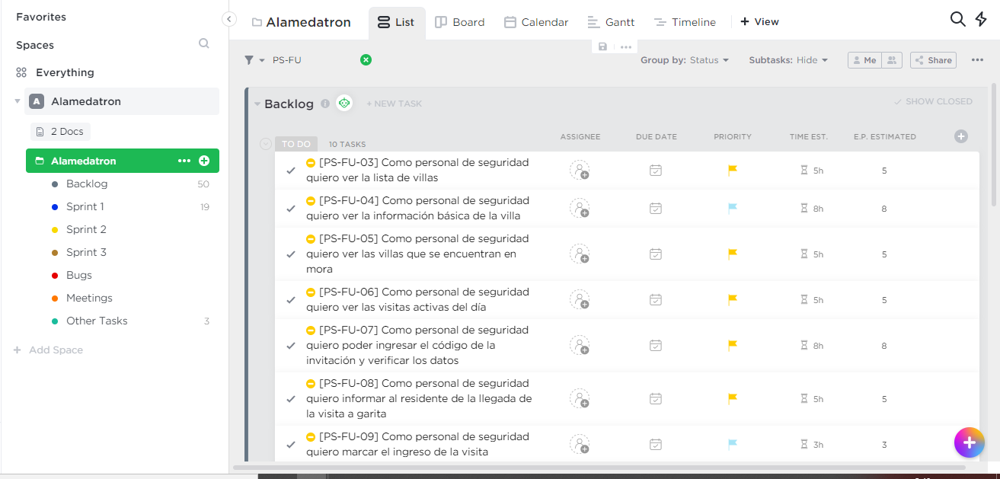 Favorites
Spaces
Everything
A Alamedatron
2 Docs
Alamedatron
Backlog 50
Sprint 1 19
Sprint 2
Sprint 3
Bugs
Meetings
Other Tasks 3
+ Add Space
Alamedatron
List
Board
Calendar
Gantt
Timeline
+ View
PS-FU
Group by: Status
Subtasks: Hide
Me
Share
Backlog
+ NEW TASK
SHOW CLOSED
TO DO
10 TASKS
ASSIGNEE
DUE DATE
PRIORITY
TIME EST.
E.P. ESTIMATED
[PS-FU-03] Como personal de seguridad
quiero ver la lista de villas
5h
5
[PS-FU-04] Como personal de seguridad
quiero ver la información básica de la villa
8h
8
[PS-FU-05] Como personal de seguridad
quiero ver las villas que se encuentran en
mora
5h
5
[PS-FU-06] Como personal de seguridad
quiero ver las visitas activas del día
5h
5
[PS-FU-07] Como personal de seguridad
quiero poder ingresar el código de la
invitación y verificar los datos
8h
8
[PS-FU-08] Como personal de seguridad
quiero informar al residente de la llegada de
la visita a garita
5h
5
[PS-FU-09] Como personal de seguridad
quiero marcar el ingreso de la visita
3h
3